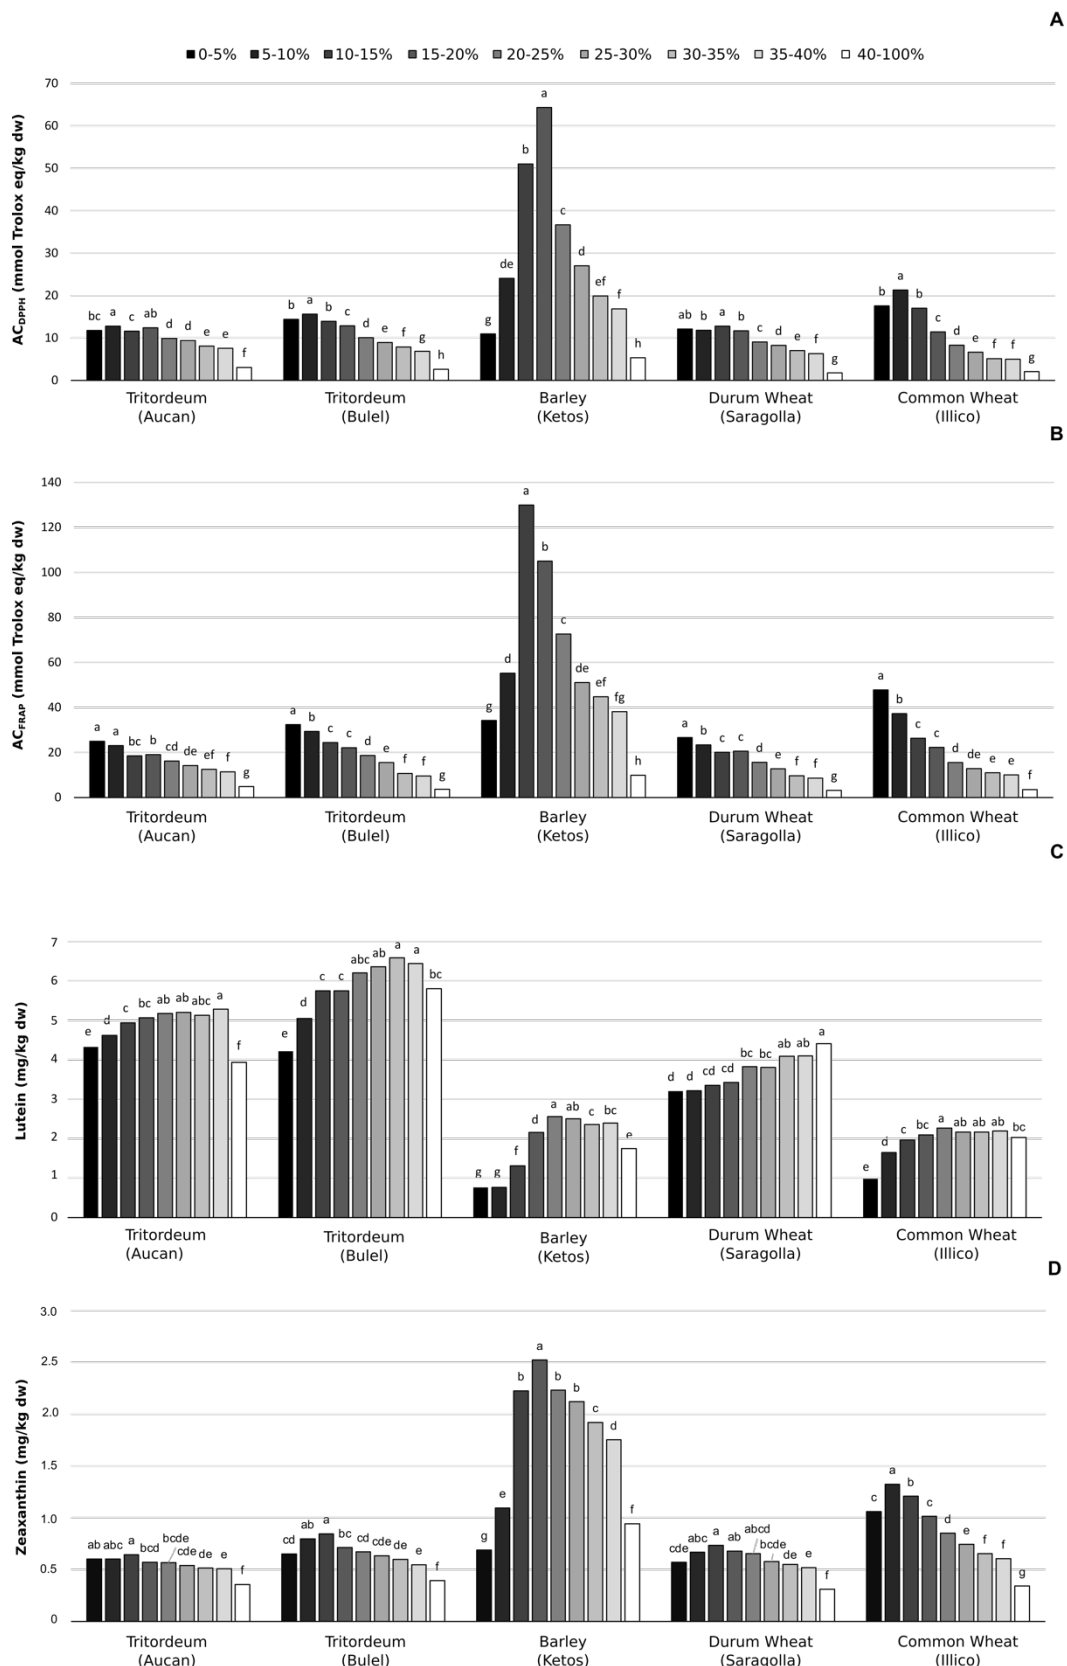 A
0-5% 5-10% 10-15% 15-20% 20-25% 25-30% 30-35% 35-40% 40-100%
AC_DPPH (mmol Trolox eq/kg dw)
70
60
50
40
30
20
10
0
bc a ab d d e e f
b a b c d e f g h
g de b a c d ef f h
ab b a b c d e f g
b a b c d e f f g
Tritordeum Tritordeum Barley Durum Wheat Common Wheat
(Aucan) (Bulel) (Ketos) (Saragolla) (Illico)
B
AC_FRAP (mmol Trolox eq/kg dw)
140
120
100
80
60
40
20
0
a a bc b cd de ef f g
a b c c d e f f g
g d a b c de ef fg h
a b c c d e f f g
a b c c d de e e f
Tritordeum Tritordeum Barley Durum Wheat Common Wheat
(Aucan) (Bulel) (Ketos) (Saragolla) (Illico)
C
Lutein (mg/kg dw)
7
6
5
4
3
2
1
0
e d c bc ab ab abc a f
e d c c abc ab a a bc
g g f d a ab c bc e
d d cd cd bc bc ab ab a
e d c bc a ab ab ab bc
Tritordeum Tritordeum Barley Durum Wheat Common Wheat
(Aucan) (Bulel) (Ketos) (Saragolla) (Illico)
D
Zeaxanthin (mg/kg dw)
3.0
2.5
2.0
1.5
1.0
0.5
0
ab abc a bcd bcde cde de e f
cd ab a bc cd cde de e f
g e b a b b c d f
cde abc a ab abcd bcde de e f
c a b c d e f f g
Tritordeum Tritordeum Barley Durum Wheat Common Wheat
(Aucan) (Bulel) (Ketos) (Saragolla) (Illico)